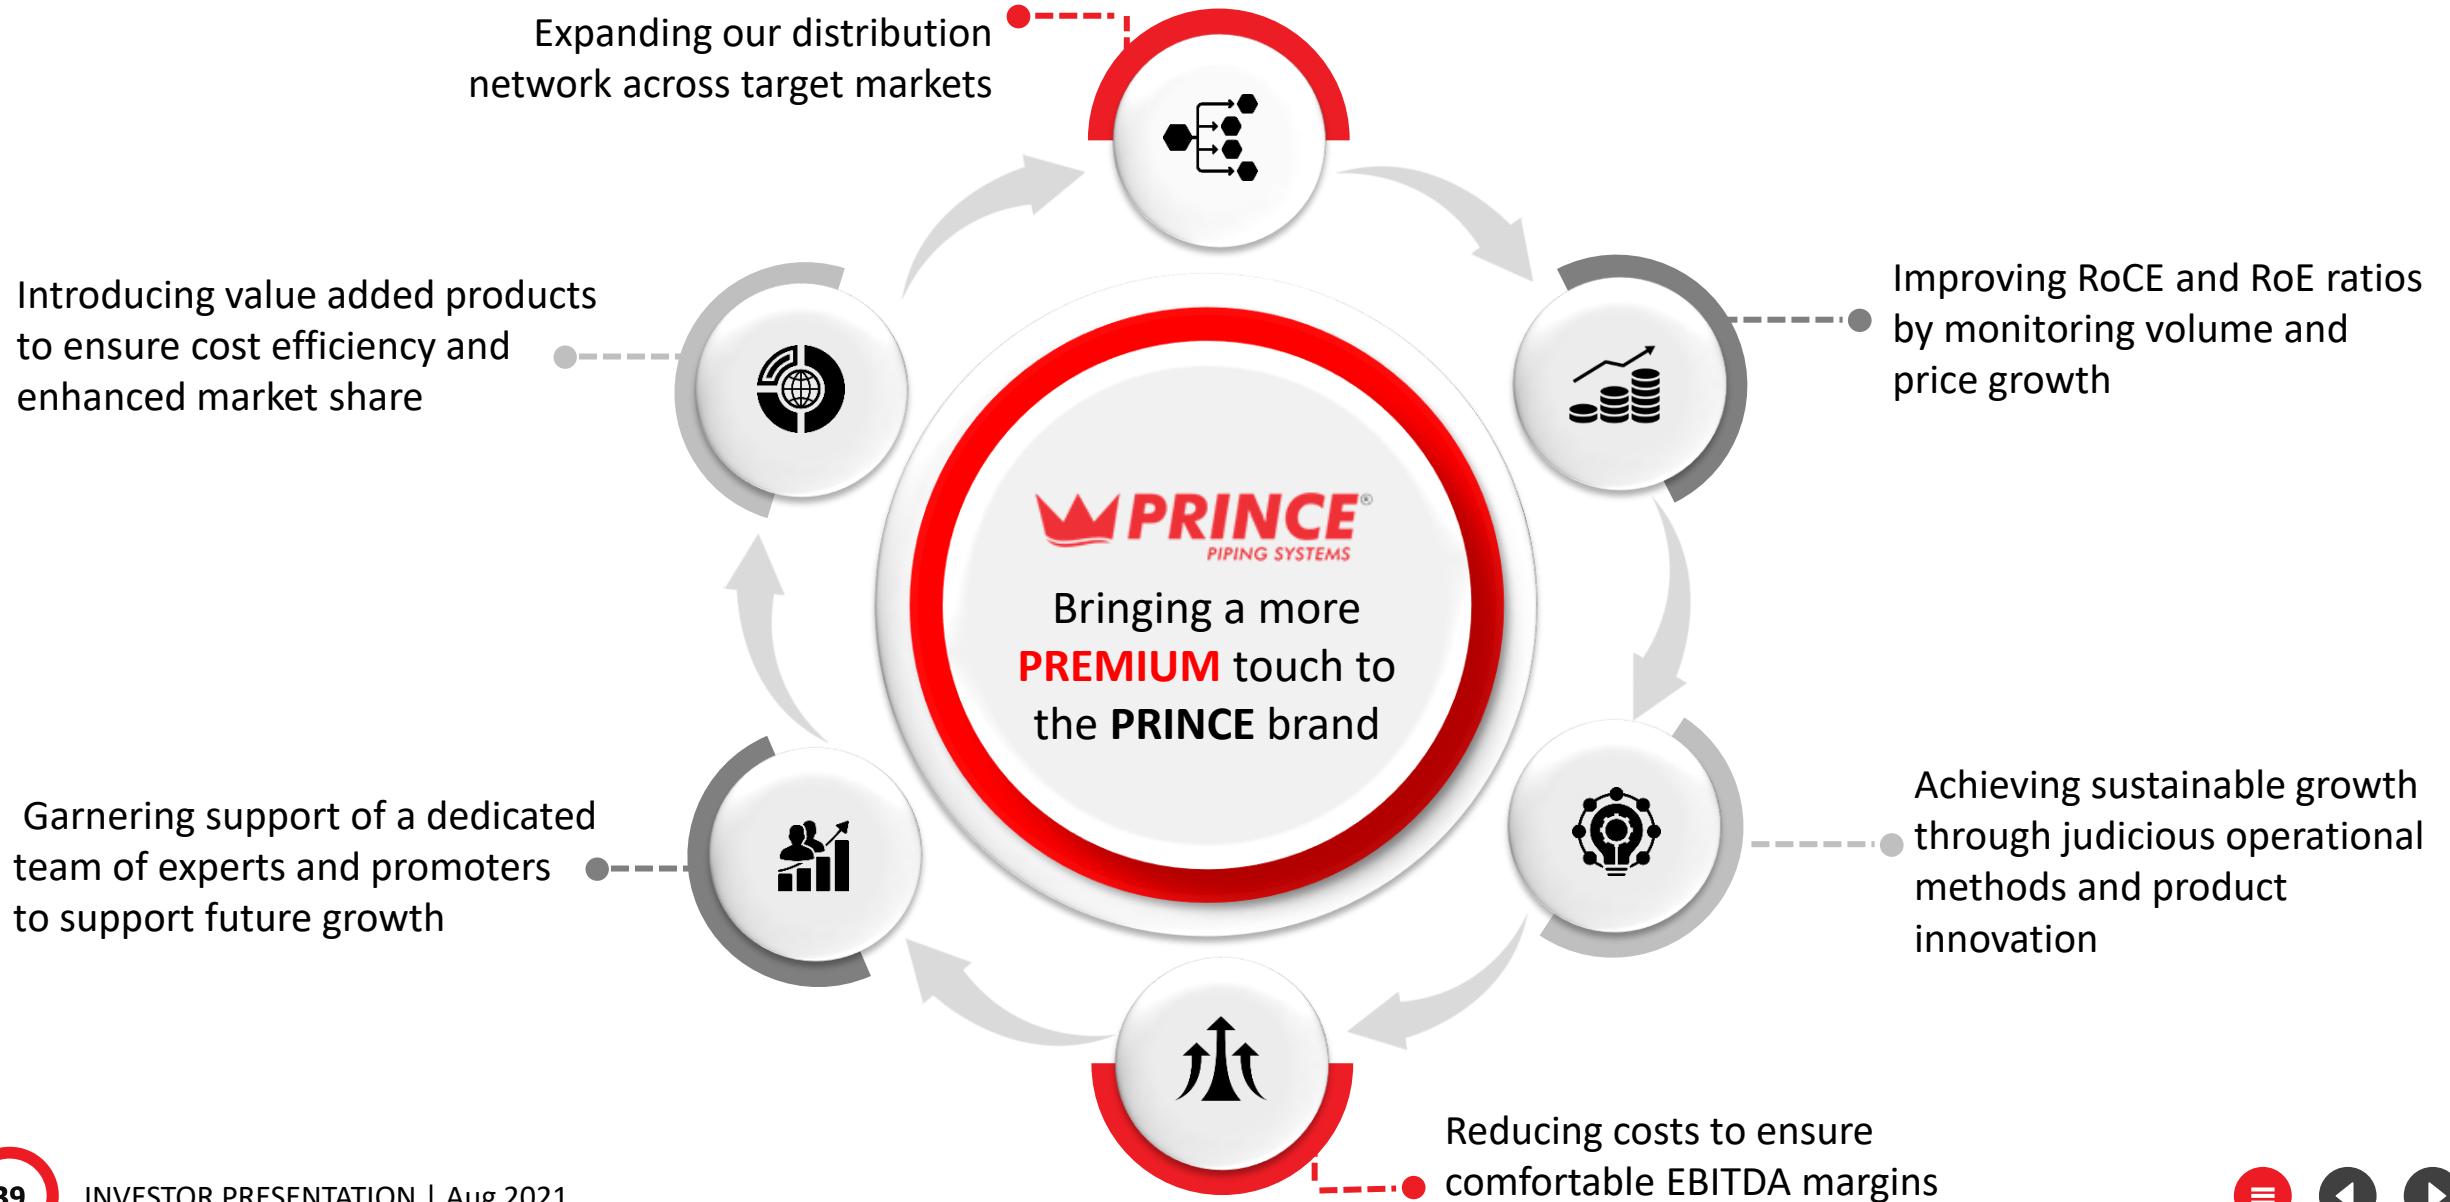 Expanding our distribution
network across target markets
Improving RoCE and RoE ratios
by monitoring volume and
price growth
Introducing value added products
to ensure cost efficiency and
enhanced market share
PRINCE®
PIPING SYSTEMS
Bringing a more
PREMIUM touch to
the PRINCE brand
Achieving sustainable growth
through judicious operational
methods and product
innovation
Garnering support of a dedicated
team of experts and promoters
to support future growth
Reducing costs to ensure
comfortable EBITDA margins
39 INVESTOR PRESENTATION | Aug 2021